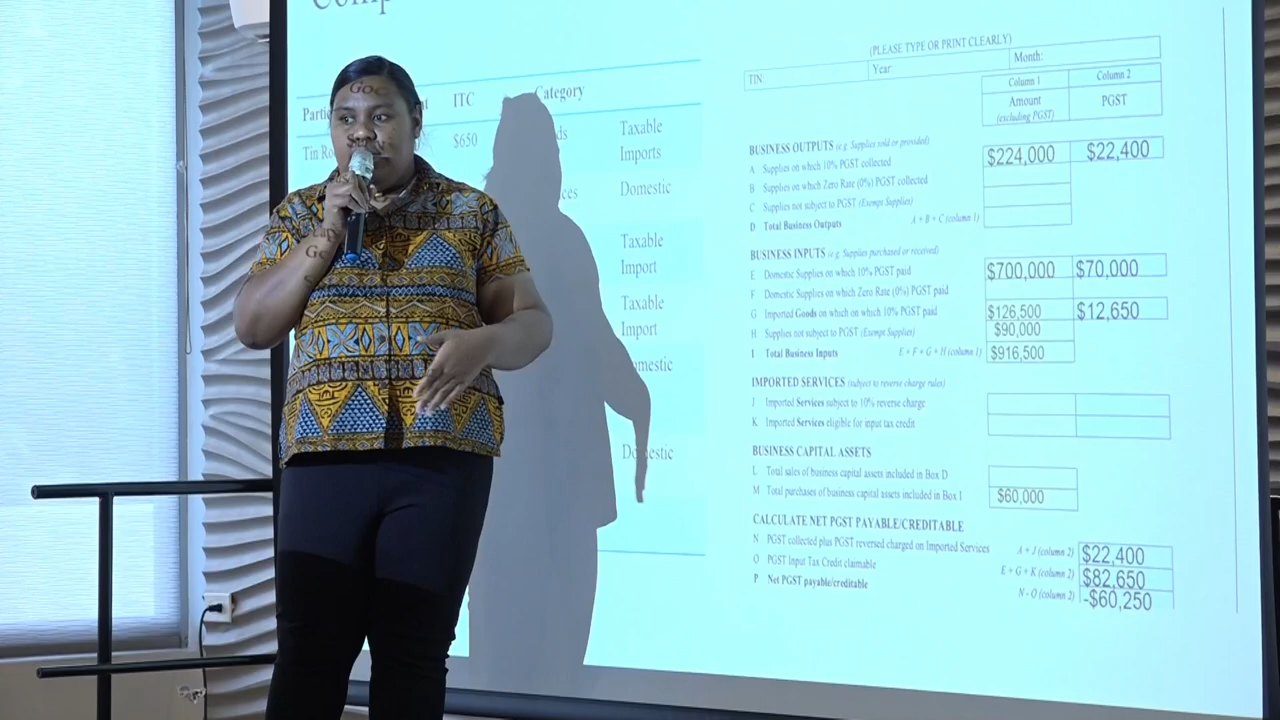 Comp
ITC Category
$650
Taxable
Imports
Domestic
Taxable
Import
Taxable
Import
Domestic
(PLEASE TYPE OR PRINT CLEARLY)
TIN: Year Month:
Column 1 Column 2
Amount PGST
(excluding PGST)
BUSINESS OUTPUTS (e.g. Supplies sold or provided)
A Supplies on which 10% PGST collected $224,000 $22,400
B Supplies on which Zero Rate (0%) PGST collected
C Supplies not subject to PGST (Exempt Supplies)
D Total Business Outputs A + B + C (column 1)
BUSINESS INPUTS (e.g. Supplies purchased or received)
E Domestic Supplies on which 10% PGST paid $700,000 $70,000
F Domestic Supplies on which Zero Rate (0%) PGST paid
G Imported Goods on which on which 10% PGST paid $126,500 $12,650
H Supplies not subject to PGST (Exempt Supplies) $90,000
I Total Business Inputs E + F + G + H (column 1) $916,500
IMPORTED SERVICES (subject to reverse charge rules)
J Imported Services subject to 10% reverse charge
K Imported Services eligible for input tax credit
BUSINESS CAPITAL ASSETS
L Total sales of business capital assets included in Box D
M Total purchases of business capital assets included in Box I $60,000
CALCULATE NET PGST PAYABLE/CREDITABLE
N PGST collected plus PGST reversed charged on Imported Services A + J (column 2) $22,400
O PGST Input Tax Credit claimable E + G + K (column 2) $82,650
P Net PGST payable/creditable N - O (column 2) -$60,250